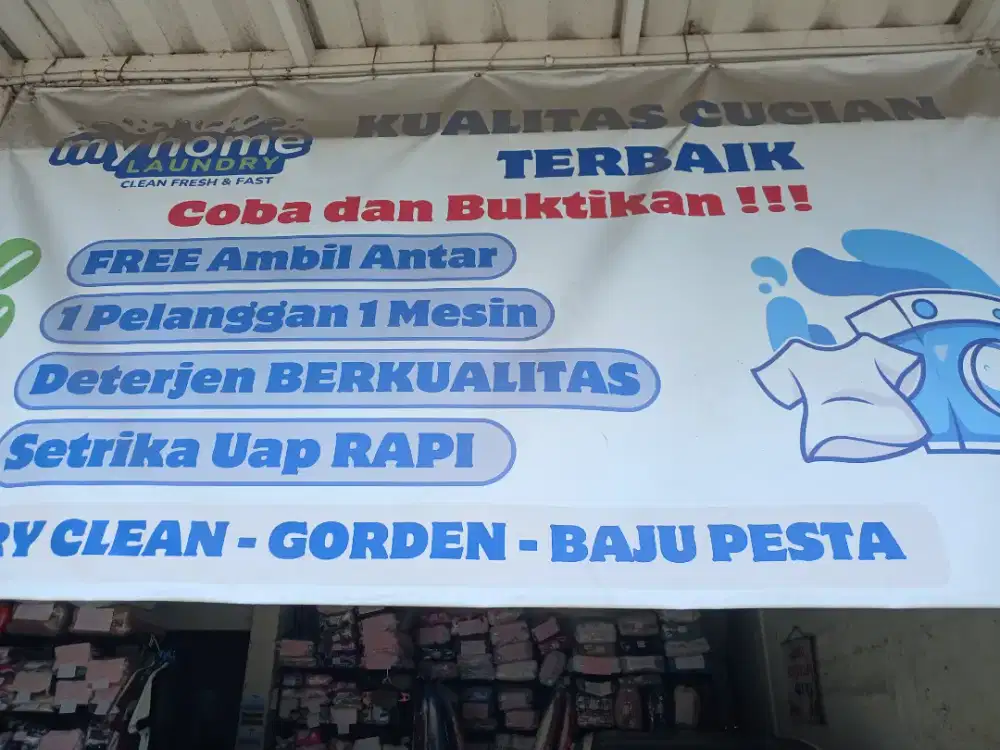 my home
LAUNDRY
CLEAN FRESH & FAST
KUALITAS CUCIAN
TERBAIK
Coba dan Buktikan !!!
FREE Ambil Antar
1 Pelanggan 1 Mesin
Deterjen BERKUALITAS
Setrika Uap RAPI
RY CLEAN - GORDEN - BAJU PESTA